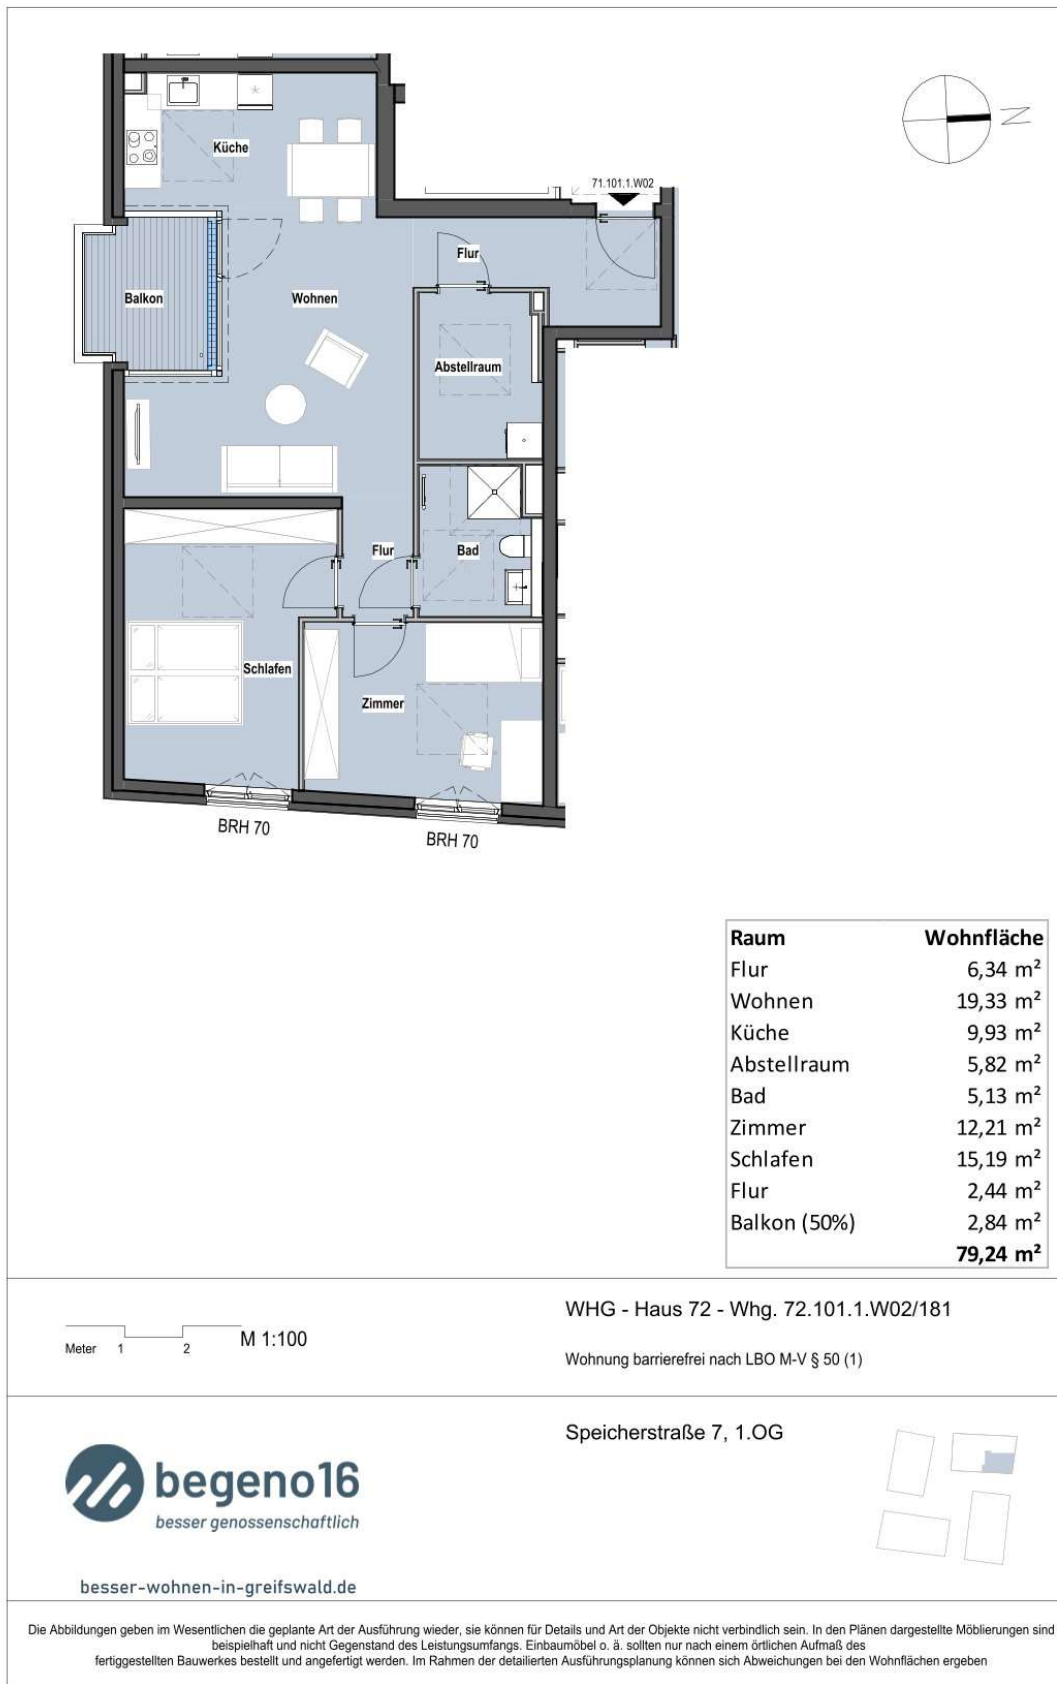 N
71.101.1.W02
Küche
Flur
Balkon
Wohnen
Abstellraum
Flur
Bad
Schlafen
Zimmer
BRH 70
BRH 70
Raum Wohnfläche
Flur 6,34 m²
Wohnen 19,33 m²
Küche 9,93 m²
Abstellraum 5,82 m²
Bad 5,13 m²
Zimmer 12,21 m²
Schlafen 15,19 m²
Flur 2,44 m²
Balkon (50%) 2,84 m²
79,24 m²
Meter 1 2 M 1:100
WHG - Haus 72 - Whg. 72.101.1.W02/181
Wohnung barrierefrei nach LBO M-V § 50 (1)
Speicherstraße 7, 1.OG
begeno16
besser genossenschaftlich
besser-wohnen-in-greifswald.de
Die Abbildungen geben im Wesentlichen die geplante Art der Ausführung wieder, sie können für Details und Art der Objekte nicht verbindlich sein. In den Plänen dargestellte Möblierungen sind
beispielhaft und nicht Gegenstand des Leistungsumfangs. Einbaumöbel o. ä. sollten nur nach einem örtlichen Aufmaß des
fertiggestellten Bauwerkes bestellt und angefertigt werden. Im Rahmen der detailierten Ausführungsplanung können sich Abweichungen bei den Wohnflächen ergeben